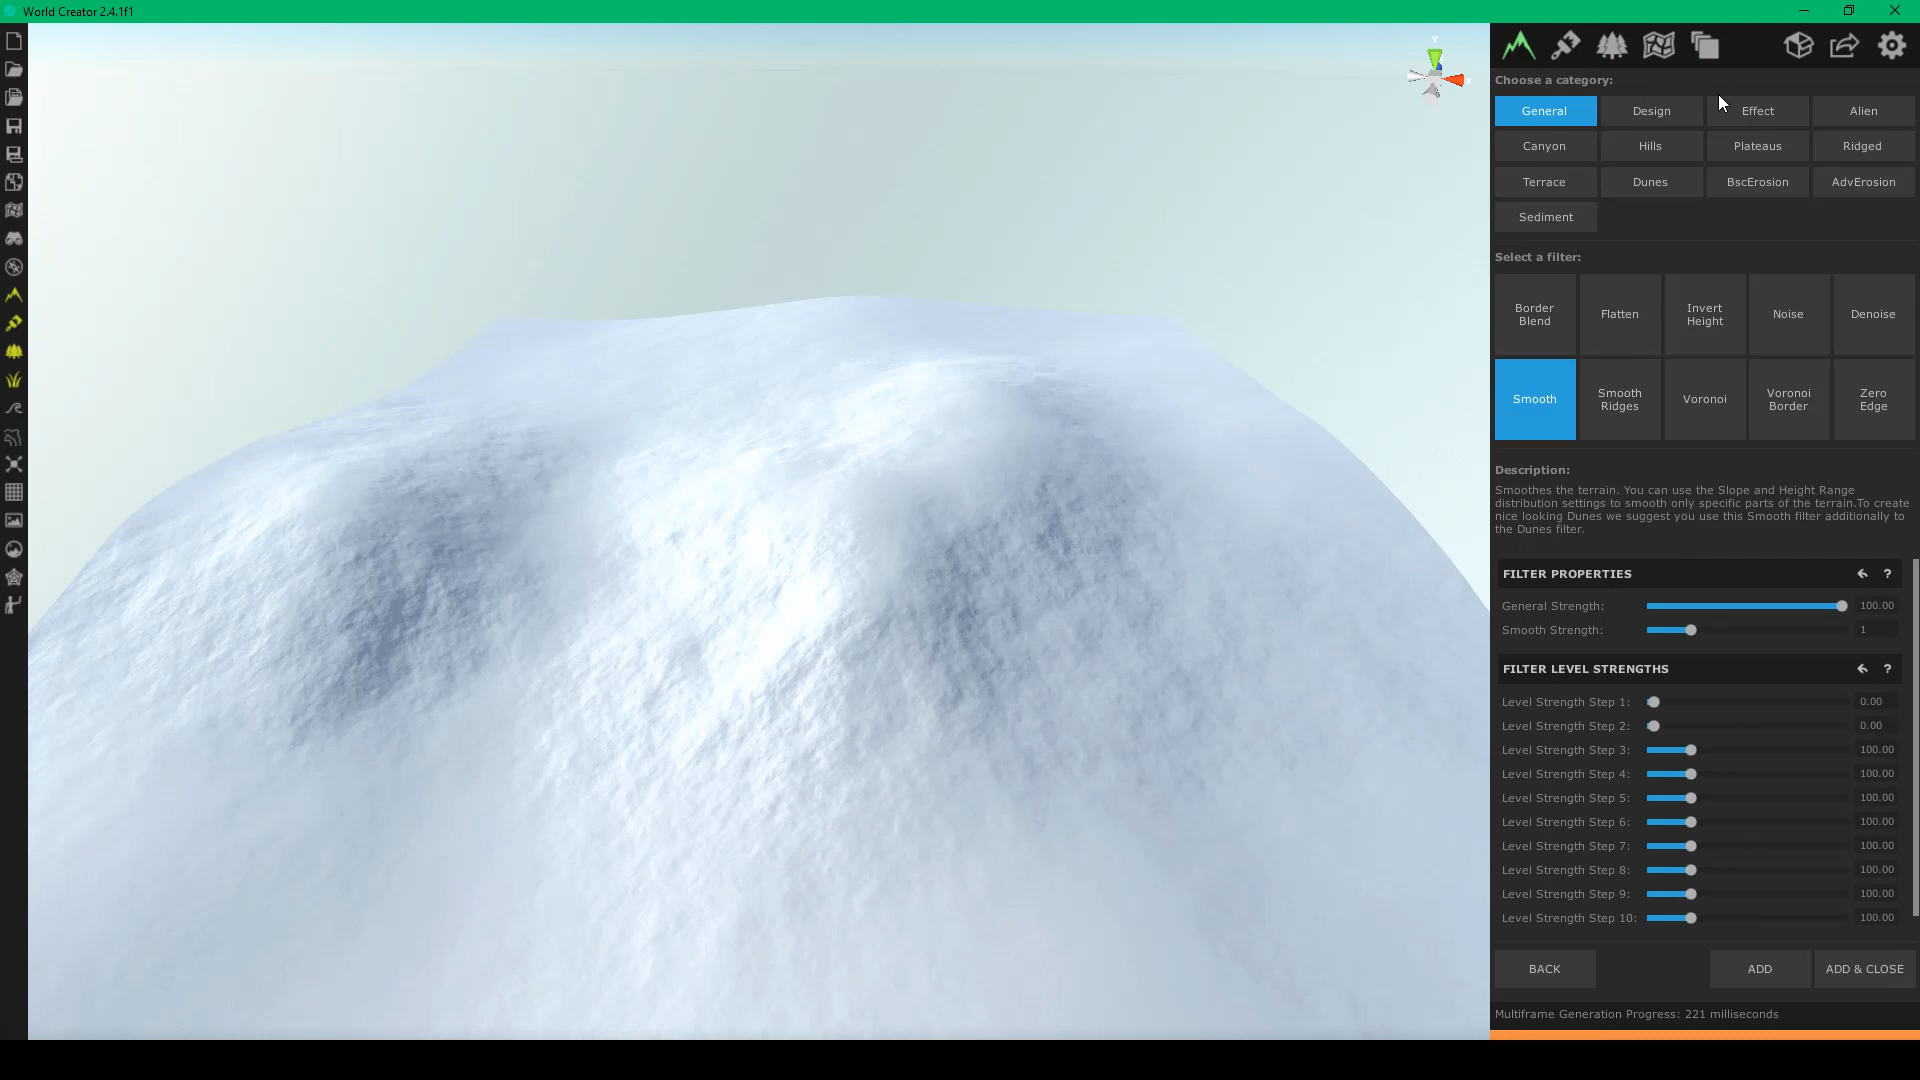 World Creator 2.4.1f1
Y
X
Choose a category:
General Design Effect Alien
Canyon Hills Plateaus Ridged
Terrace Dunes BscErosion AdvErosion
Sediment
Select a filter:
Border Blend
Flatten
Invert Height
Noise
Denoise
Smooth
Smooth Ridges
Voronoi
Voronoi Border
Zero Edge
Description:
Smoothes the terrain. You can use the Slope and Height Range
distribution settings to smooth only specific parts of the terrain.To create
nice looking Dunes we suggest you use this Smooth filter additionally to
the Dunes filter.
FILTER PROPERTIES ?
General Strength: 100.00
Smooth Strength: 1
FILTER LEVEL STRENGTHS ?
Level Strength Step 1: 0.00
Level Strength Step 2: 0.00
Level Strength Step 3: 100.00
Level Strength Step 4: 100.00
Level Strength Step 5: 100.00
Level Strength Step 6: 100.00
Level Strength Step 7: 100.00
Level Strength Step 8: 100.00
Level Strength Step 9: 100.00
Level Strength Step 10: 100.00
BACK ADD ADD & CLOSE
Multiframe Generation Progress: 221 milliseconds